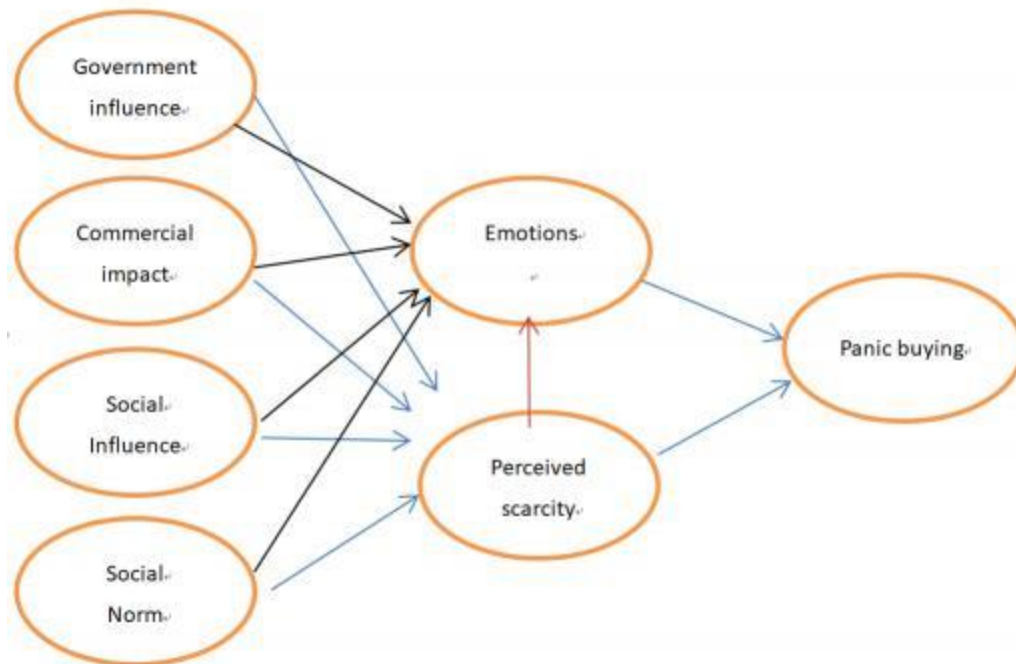 Government
influence
Commercial
impact
Social
Influence
Social
Norm
Emotions
Perceived
scarcity
Panic buying